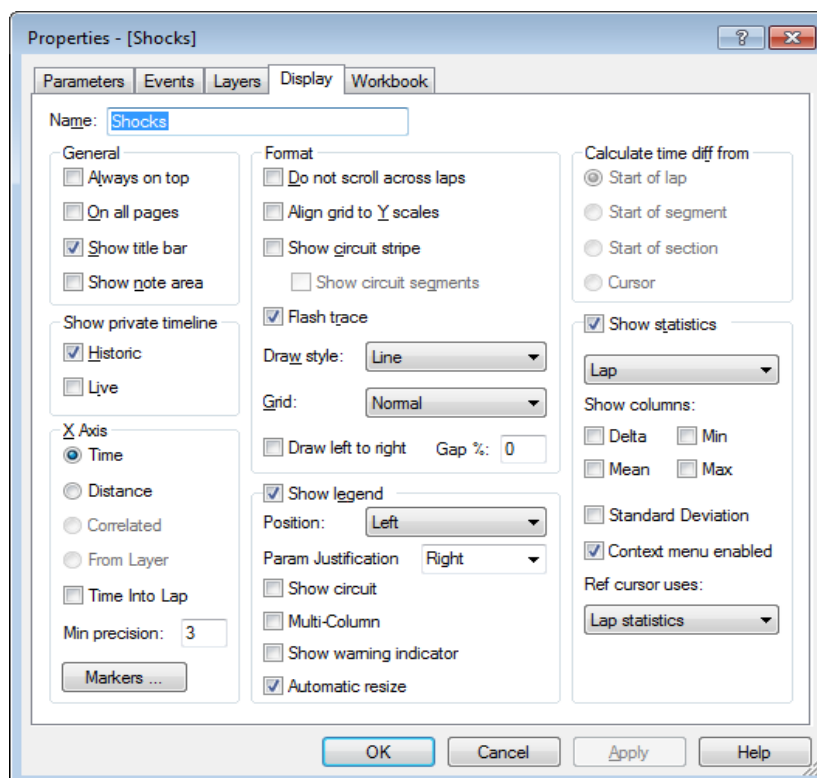 Properties - [Shocks]
Parameters Events Layers Display Workbook
Name: Shocks
General
Always on top
On all pages
Show title bar
Show note area
Show private timeline
Historic
Live
X Axis
Time
Distance
Correlated
From Layer
Time Into Lap
Min precision: 3
Markers ...
Format
Do not scroll across laps
Align grid to Y scales
Show circuit stripe
Show circuit segments
Flash trace
Draw style: Line
Grid: Normal
Draw left to right Gap %: 0
Show legend
Position: Left
Param Justification Right
Show circuit
Multi-Column
Show warning indicator
Automatic resize
Calculate time diff from
Start of lap
Start of segment
Start of section
Cursor
Show statistics
Lap
Show columns:
Delta Min
Mean Max
Standard Deviation
Context menu enabled
Ref cursor uses:
Lap statistics
OK Cancel Apply Help